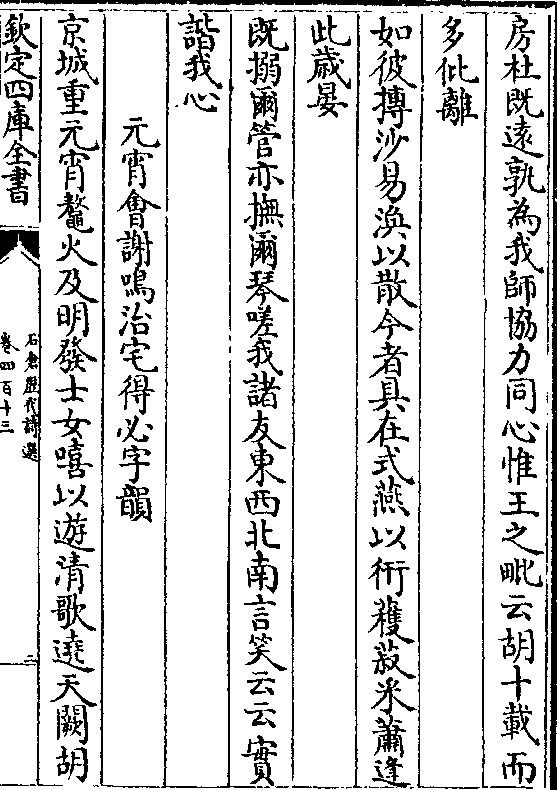 房杜既遠孰為我師協力同心惟王之毗云胡十載而
多仳離
如彼摶沙易渙以散今者具在式燕以衎穫菽采蕭逢
此歲晏
既搦爾管亦撫爾琴嗟我諸友東西北南言笑云云實
諧我心
元宵會謝鳴治宅得必字韻
京城重元宵鼇火及明發士女嘻以遊清歌遶天闕胡
欽定四庫全書
石倉歷代詩選
卷四百十三
二